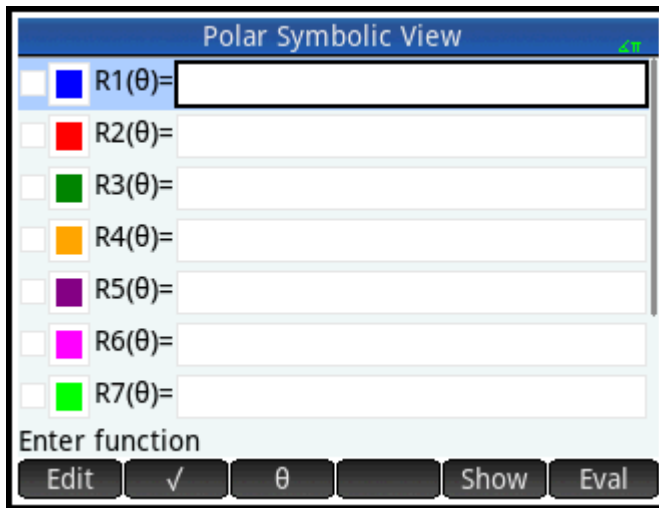 Polar Symbolic View
∡π
R1(θ)=
R2(θ)=
R3(θ)=
R4(θ)=
R5(θ)=
R6(θ)=
R7(θ)=
Enter function
Edit √ θ Show Eval